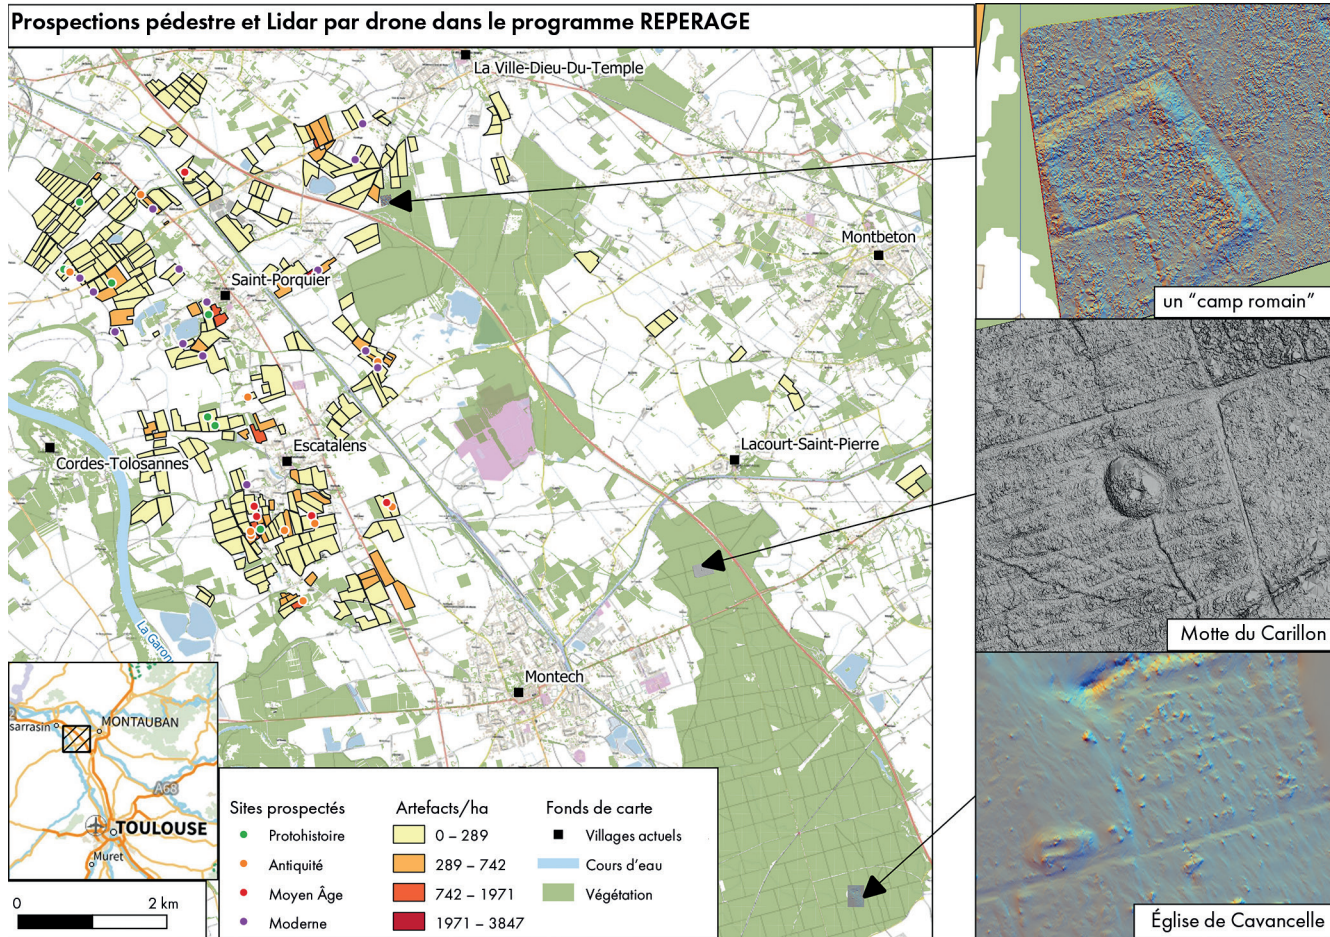 Prospections pédestre et Lidar par drone dans le programme REPERAGE
La Ville-Dieu-Du-Temple
Montbeton
Saint-Porquier
un “camp romain”
Escatalens
Lacourt-Saint-Pierre
Cordes-Tolosannes
La Garon
Motte du Carillon
Montech
MONTAUBAN
sarrasin
A68
TOULOUSE
Muret
0
2 km
Sites prospectés
Protohistoire
Antiquité
Moyen Âge
Moderne
Artefacts/ha
0 – 289
289 – 742
742 – 1971
1971 – 3847
Fonds de carte
Villages actuels
Cours d’eau
Végétation
Église de Cavancelle